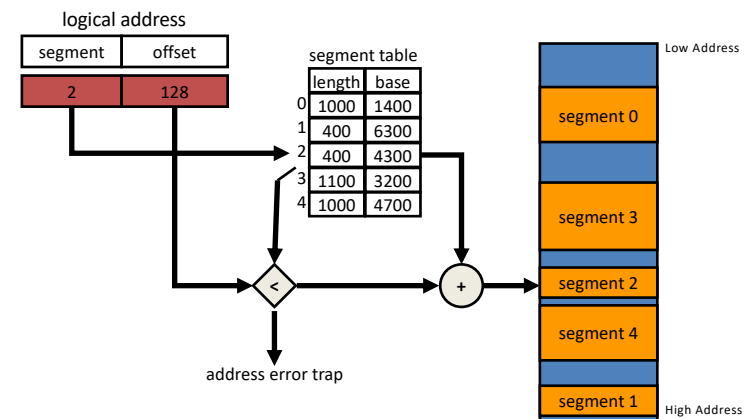 logical address
segment offset
2 128
segment table
length base
0 1000 1400
1 400 6300
2 400 4300
3 1100 3200
4 1000 4700
<
+
address error trap
Low Address
segment 0
segment 3
segment 2
segment 4
segment 1
High Address